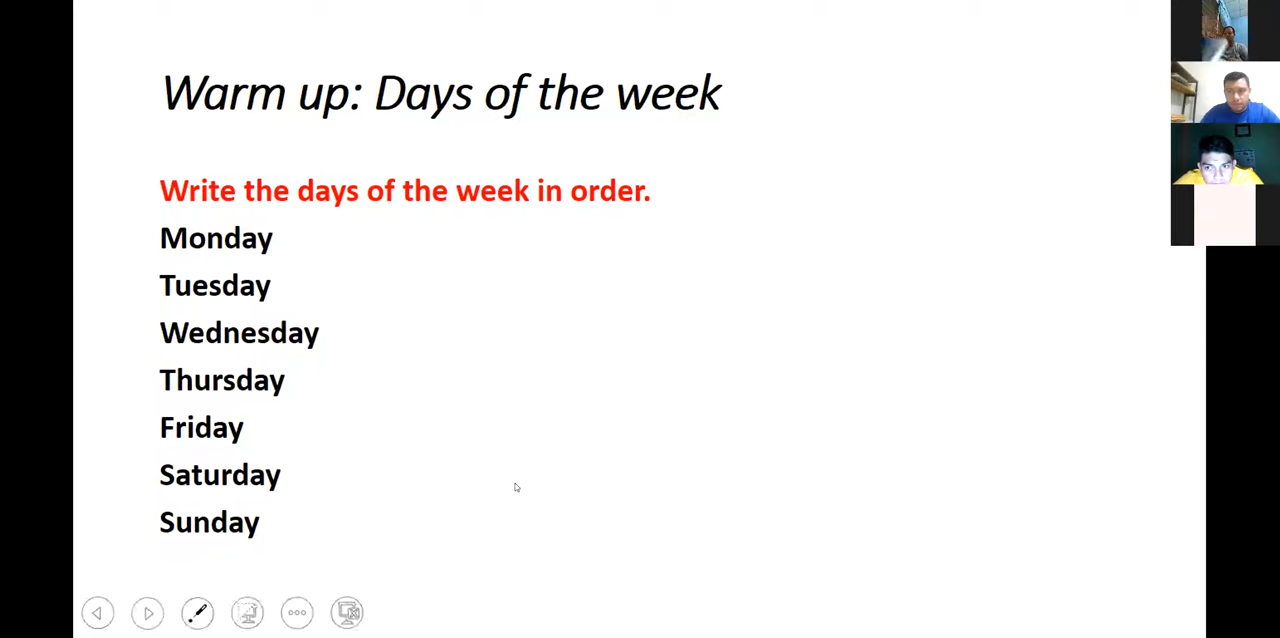 Warm up: Days of the week
Write the days of the week in order.
Monday
Tuesday
Wednesday
Thursday
Friday
Saturday
Sunday